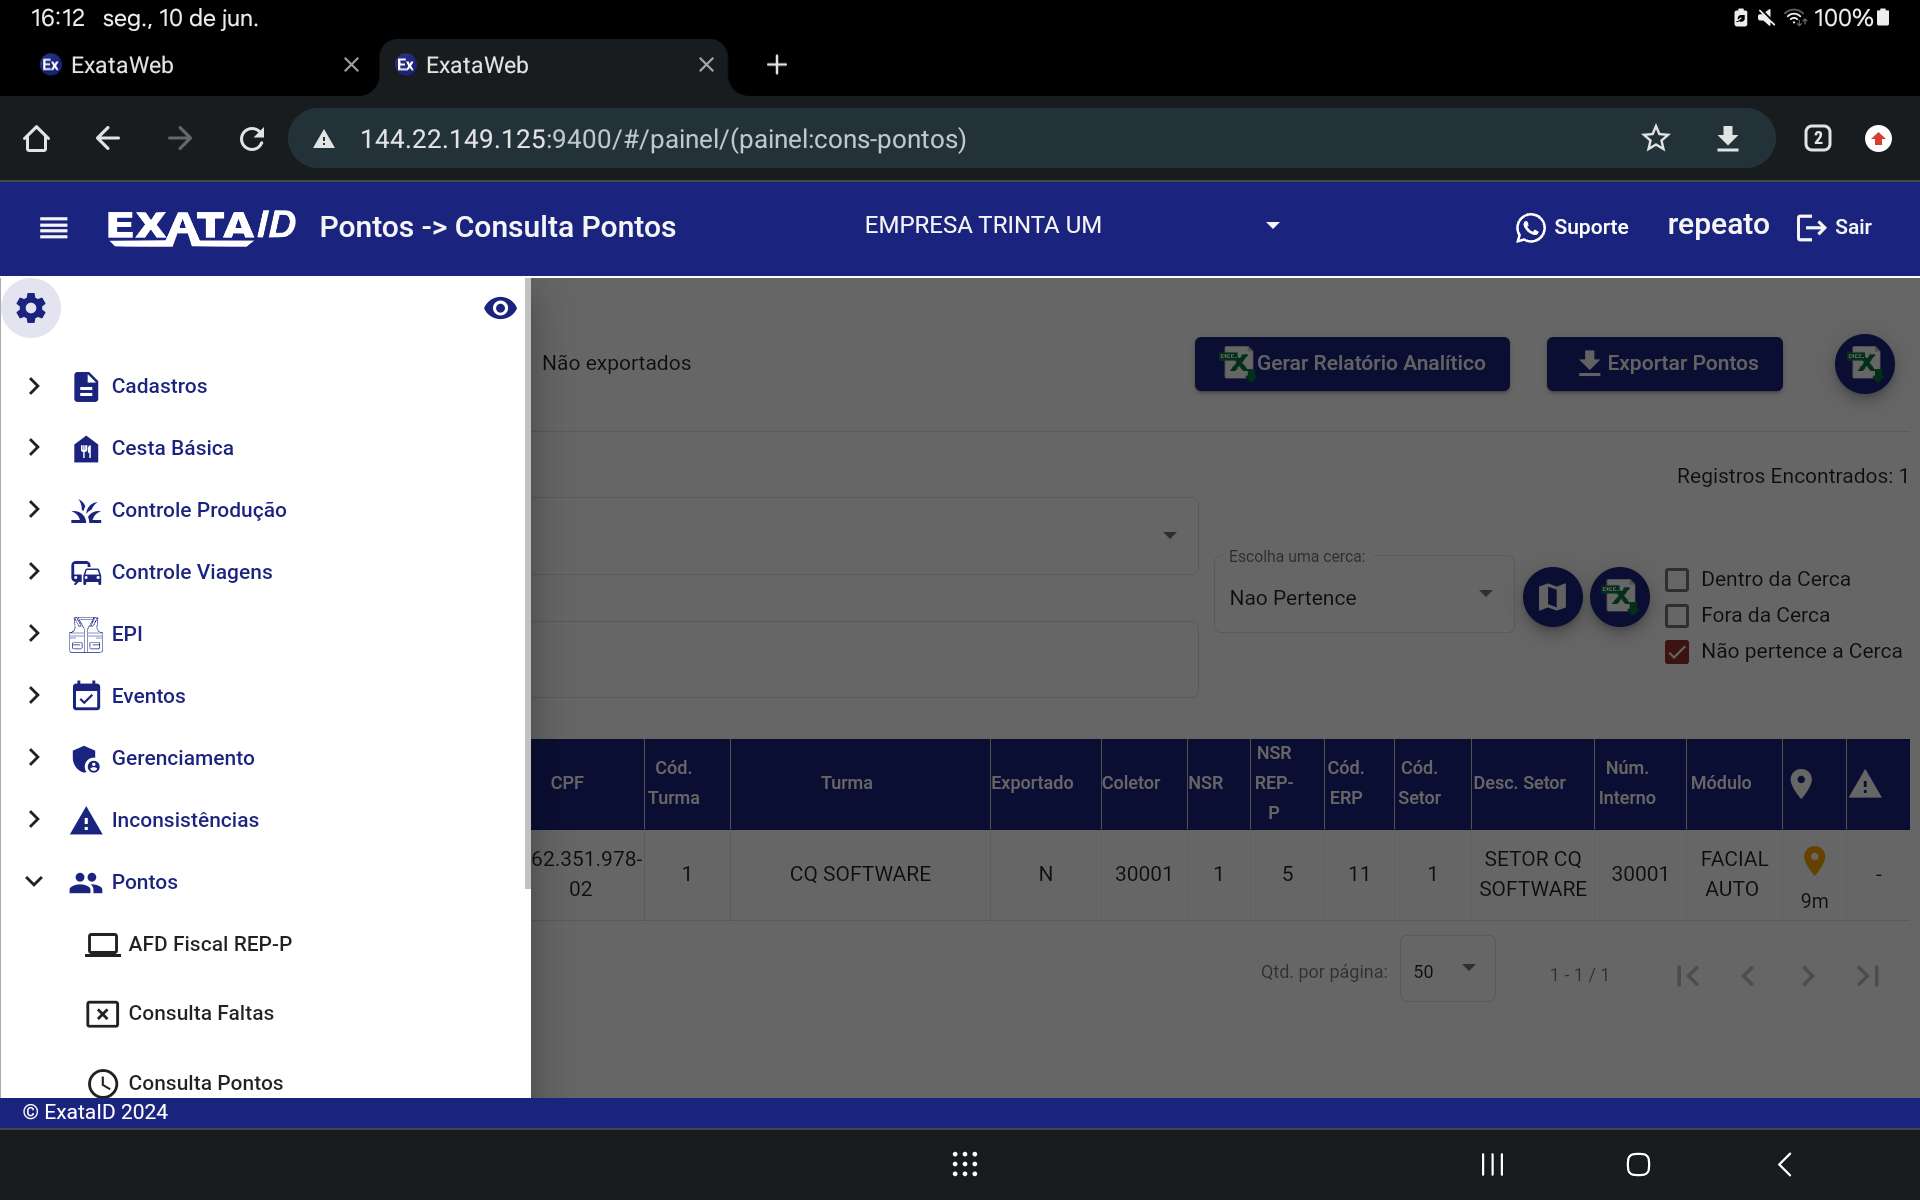 16:12 seg., 10 de jun.
100%
Ex ExataWeb
Ex ExataWeb
144.22.149.125:9400/#/painel/(painel:cons-pontos)
2
EXATAID
Pontos -> Consulta Pontos
EMPRESA TRINTA UM
Suporte
repeato
Sair
Cadastros
Cesta Básica
Controle Produção
Controle Viagens
EPI
Eventos
Gerenciamento
Inconsistências
Pontos
AFD Fiscal REP-P
Consulta Faltas
Consulta Pontos
Não exportados
Gerar Relatório Analítico
Exportar Pontos
Registros Encontrados: 1
Escolha uma cerca:
Nao Pertence
Dentro da Cerca
Fora da Cerca
Não pertence a Cerca
CPF
Cód. Turma
Turma
Exportado
Coletor
NSR
NSR REP-P
Cód. ERP
Cód. Setor
Desc. Setor
Núm. Interno
Módulo
62.351.978-02
1
CQ SOFTWARE
N
30001
1
5
11
1
SETOR CQ SOFTWARE
30001
FACIAL AUTO
9m
-
Qtd. por página:
50
1 - 1 / 1
© ExataID 2024